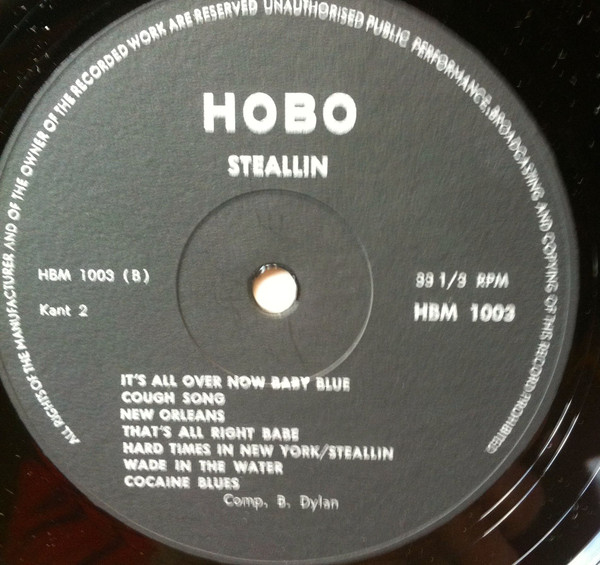 ALL RIGHTS OF THE MANUFACTURER AND OF THE OWNER OF THE RECORDED WORK ARE RESERVED UNAUTHORISED PUBLIC PERFORMANCE, BROADCASTING AND COPYING OF THIS RECORD PROHIBITED
HOBO
STEALLIN
HBM 1003 (B)
Kant 2
33 1/3 RPM
HBM 1003
IT'S ALL OVER NOW BABY BLUE
COUGH SONG
NEW ORLEANS
THAT'S ALL RIGHT BABE
HARD TIMES IN NEW YORK/STEALLIN
WADE IN THE WATER
COCAINE BLUES
Comp. B. Dylan